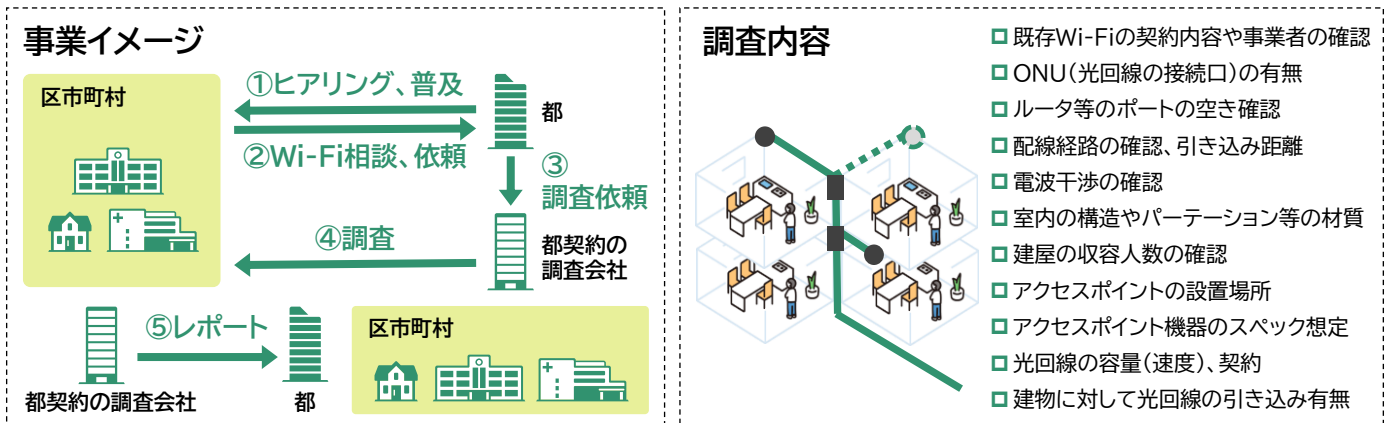 事業イメージ
区市町村
①ヒアリング、普及
②Wi-Fi相談、依頼
都
③
調査依頼
④調査
都契約の
調査会社
⑤レポート
都契約の調査会社
都
区市町村
調査内容
既存Wi-Fiの契約内容や事業者の確認
ONU(光回線の接続口)の有無
ルータ等のポートの空き確認
配線経路の確認、引き込み距離
電波干渉の確認
室内の構造やパーテーション等の材質
建屋の収容人数の確認
アクセスポイントの設置場所
アクセスポイント機器のスペック想定
光回線の容量(速度)、契約
建物に対して光回線の引き込み有無